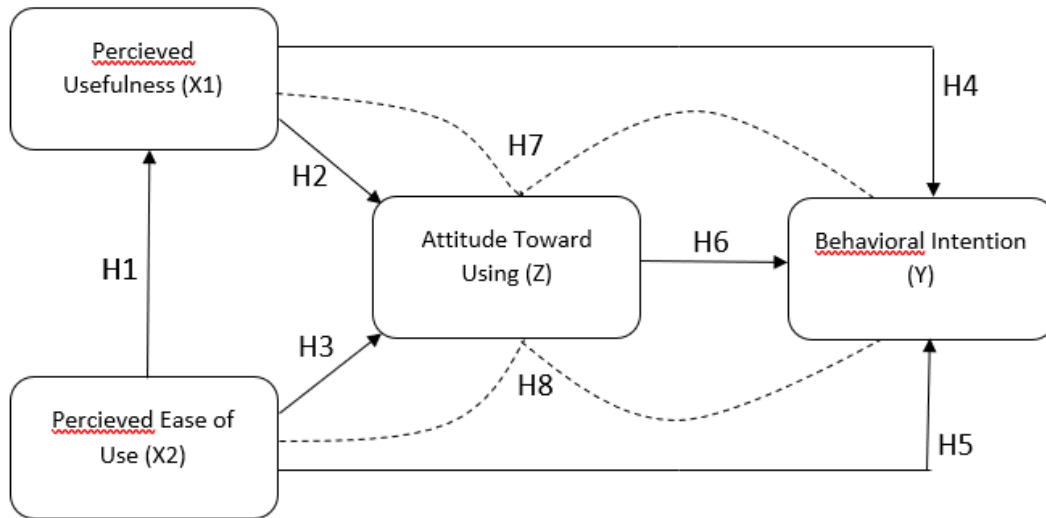 Percieved
Usefulness (X1)
H4
H7
H2
Attitude Toward
Using (Z)
H6
Behavioral Intention
(Y)
H1
H3
H8
Percieved Ease of
Use (X2)
H5